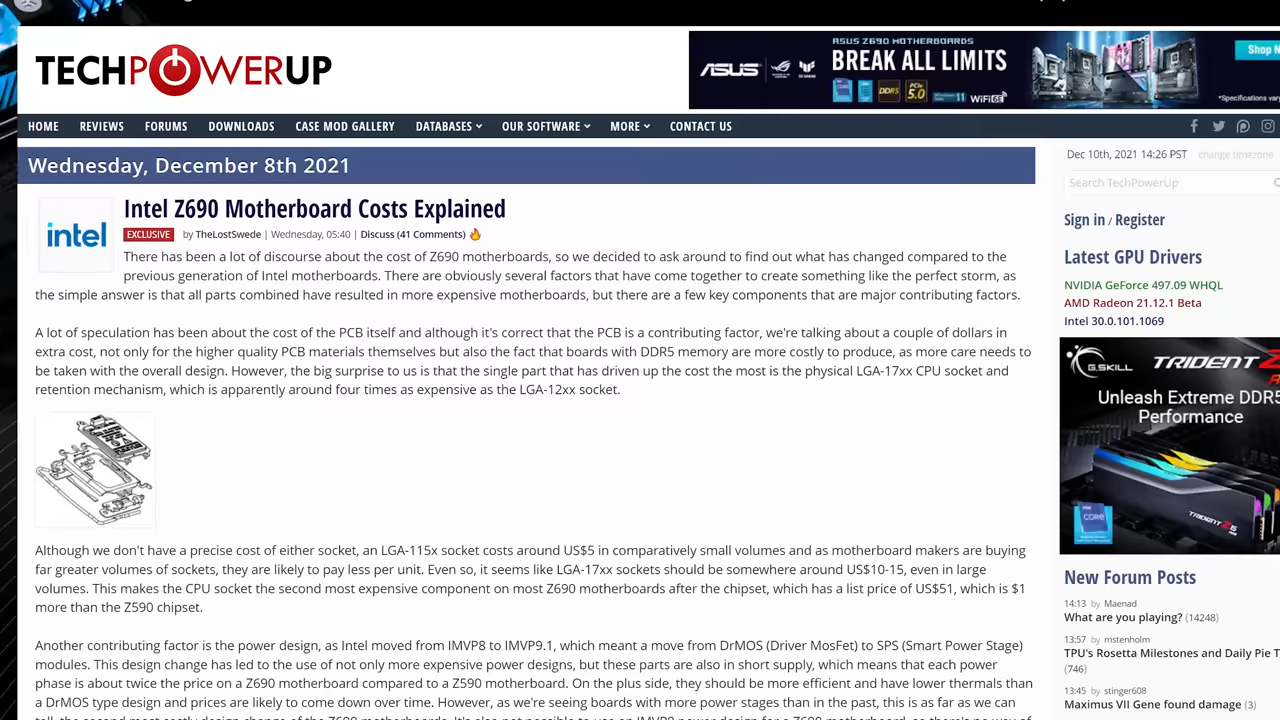 TECHPOWERUP
ASUS Z690 MOTHERBOARDS
BREAK ALL LIMITS
ASUS
DDR5
PCIe 5.0
11
WiFi 6E
Shop N
*Specifications vary
HOME REVIEWS FORUMS DOWNLOADS CASE MOD GALLERY DATABASES OUR SOFTWARE MORE CONTACT US
Wednesday, December 8th 2021
intel
Intel Z690 Motherboard Costs Explained
EXCLUSIVE by TheLostSwede | Wednesday, 05:40 | Discuss (41 Comments)
There has been a lot of discourse about the cost of Z690 motherboards, so we decided to ask around to find out what has changed compared to the
previous generation of Intel motherboards. There are obviously several factors that have come together to create something like the perfect storm, as
the simple answer is that all parts combined have resulted in more expensive motherboards, but there are a few key components that are major contributing factors.
A lot of speculation has been about the cost of the PCB itself and although it's correct that the PCB is a contributing factor, we're talking about a couple of dollars in
extra cost, not only for the higher quality PCB materials themselves but also the fact that boards with DDR5 memory are more costly to produce, as more care needs to
be taken with the overall design. However, the big surprise to us is that the single part that has driven up the cost the most is the physical LGA-17xx CPU socket and
retention mechanism, which is apparently around four times as expensive as the LGA-12xx socket.
Although we don't have a precise cost of either socket, an LGA-115x socket costs around US$5 in comparatively small volumes and as motherboard makers are buying
far greater volumes of sockets, they are likely to pay less per unit. Even so, it seems like LGA-17xx sockets should be somewhere around US$10-15, even in large
volumes. This makes the CPU socket the second most expensive component on most Z690 motherboards after the chipset, which has a list price of US$51, which is $1
more than the Z590 chipset.
Another contributing factor is the power design, as Intel moved from IMVP8 to IMVP9.1, which meant a move from DrMOS (Driver MosFet) to SPS (Smart Power Stage)
modules. This design change has led to the use of not only more expensive power designs, but these parts are also in short supply, which means that each power
phase is about twice the price on a Z690 motherboard compared to a Z590 motherboard. On the plus side, they should be more efficient and have lower thermals than
a DrMOS type design and prices are likely to come down over time. However, as we're seeing boards with more power stages than in the past, this is as far as we can
Dec 10th, 2021 14:26 PST change timezone
Search TechPowerUp
Sign in / Register
Latest GPU Drivers
NVIDIA GeForce 497.09 WHQL
AMD Radeon 21.12.1 Beta
Intel 30.0.101.1069
G.SKILL TRIDENT Z
Unleash Extreme DDR5
Performance
TRIDENT Z5
intel
CORE
New Forum Posts
14:13 by Maenad
What are you playing? (14248)
13:57 by mstenholm
TPU's Rosetta Milestones and Daily Pie T
(746)
13:45 by stinger608
Maximus VII Gene found damage (3)